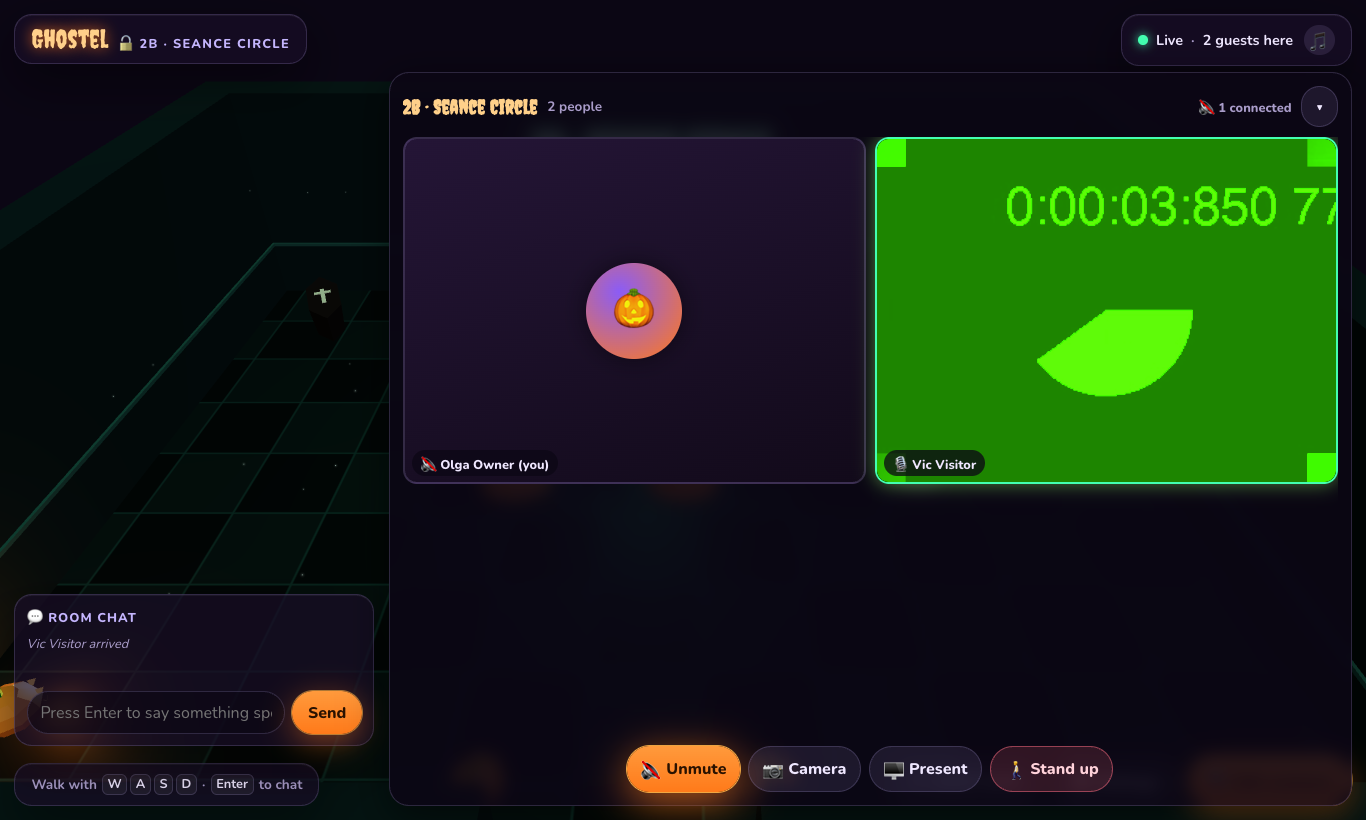 GHOSTEL 2B · SEANCE CIRCLE
Live · 2 guests here
2B · SEANCE CIRCLE 2 people
1 connected
0:00:03:850 77
Olga Owner (you)
Vic Visitor
ROOM CHAT
Vic Visitor arrived
Press Enter to say something sp
Send
Walk with W A S D · Enter to chat
Unmute
Camera
Present
Stand up